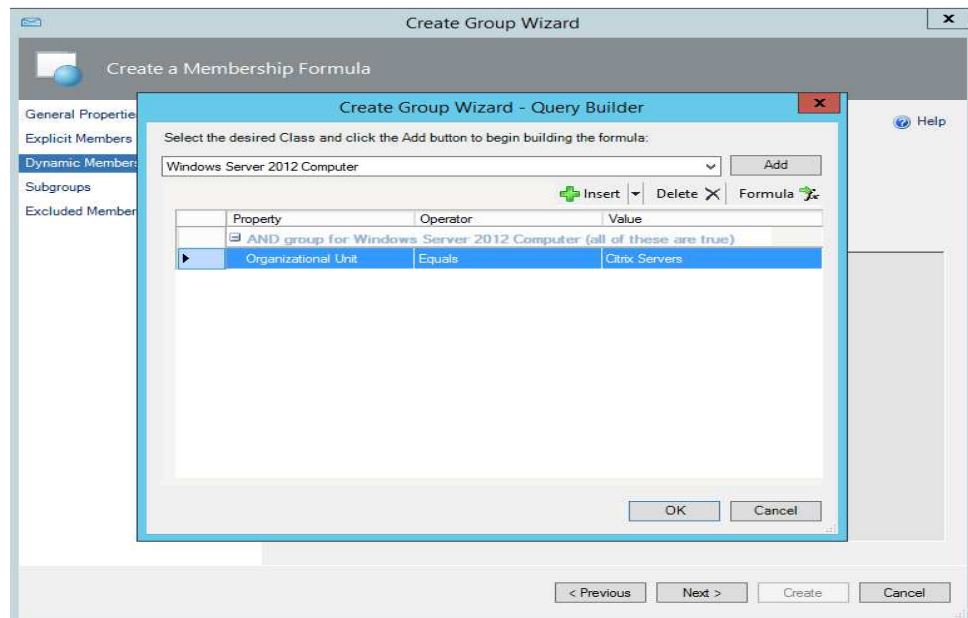 Create Group Wizard
x
Create a Membership Formula
General Propertie
Explicit Members
Dynamic Member
Subgroups
Excluded Member
Help
Create Group Wizard - Query Builder
x
Select the desired Class and click the Add button to begin building the formula:
Windows Server 2012 Computer
Add
Insert
Delete
Formula
Property Operator Value
AND group for Windows Server 2012 Computer (all of these are true)
Organizational Unit Equals Citrix Servers
OK Cancel
< Previous Next > Create Cancel